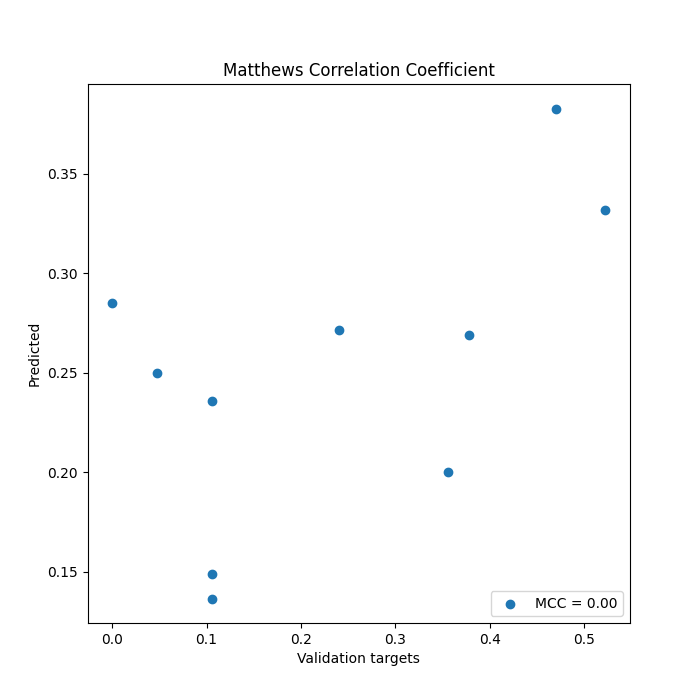 Matthews Correlation Coefficient
Predicted
0.35
0.30
0.25
0.20
0.15
MCC = 0.00
0.0 0.1 0.2 0.3 0.4 0.5
Validation targets